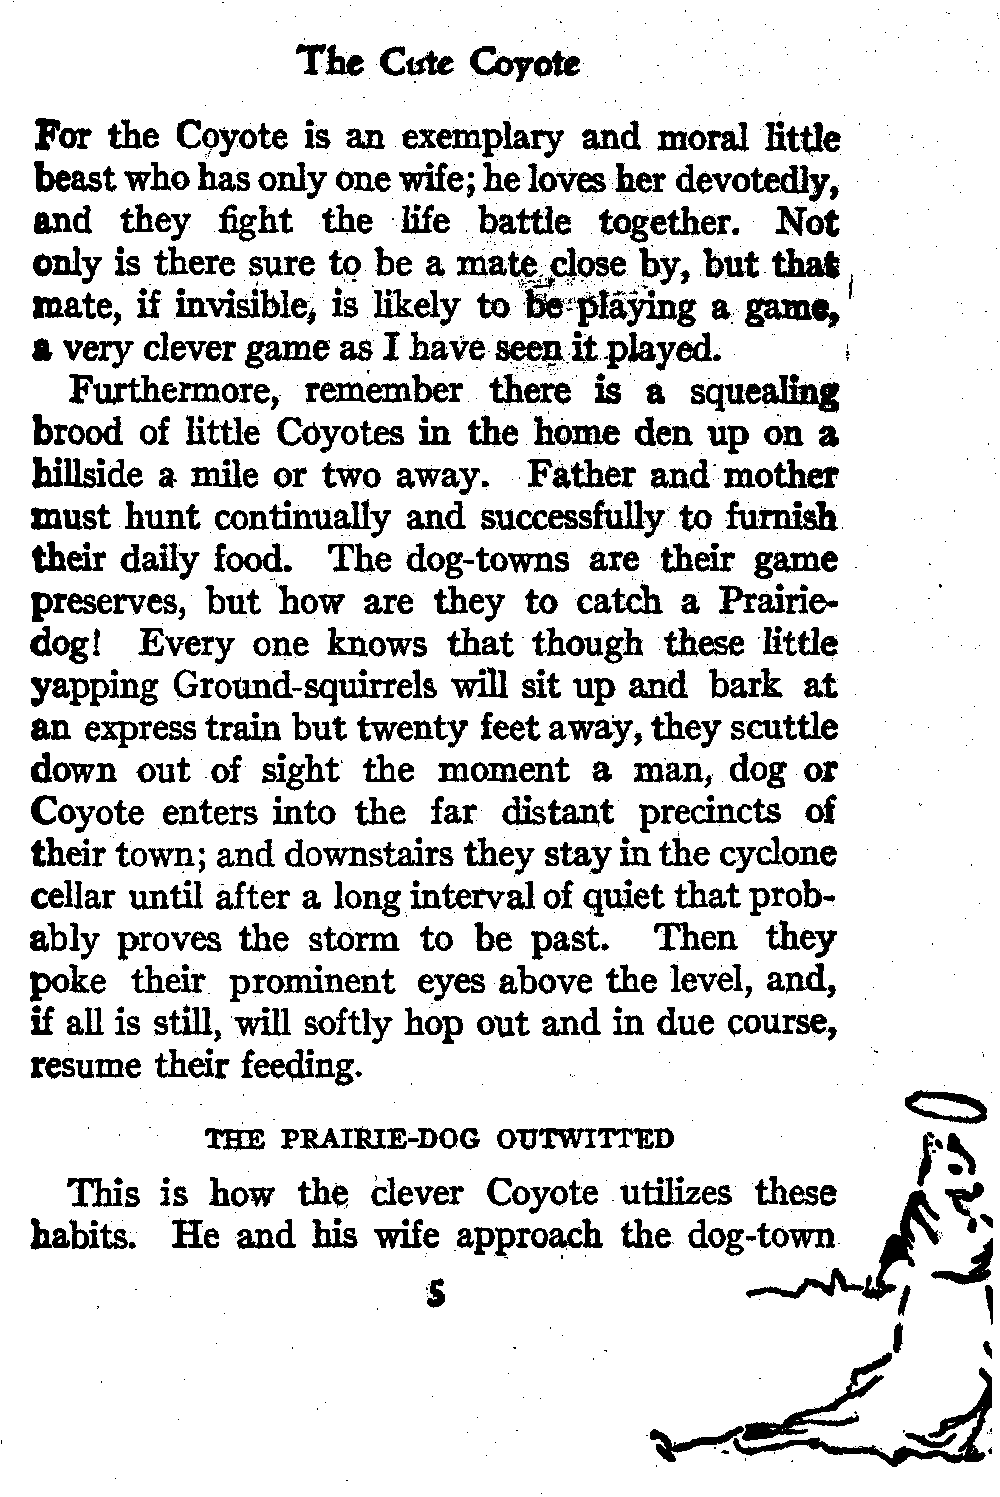 The Cute Coyote
For the Coyote is an exemplary and moral little
beast who has only one wife; he loves her devotedly,
and they fight the life battle together. Not
only is there sure to be a mate close by, but that
mate, if invisible, is likely to be playing a game,
a very clever game as I have seen it played.
Furthermore, remember there is a squealing
brood of little Coyotes in the home den up on a
hillside a mile or two away. Father and mother
must hunt continually and successfully to furnish
their daily food. The dog-towns are their game
preserves, but how are they to catch a Prairie-
dog! Every one knows that though these little
yapping Ground-squirrels will sit up and bark at
an express train but twenty feet away, they scuttle
down out of sight the moment a man, dog or
Coyote enters into the far distant precincts of
their town; and downstairs they stay in the cyclone
cellar until after a long interval of quiet that prob-
ably proves the storm to be past. Then they
poke their prominent eyes above the level, and,
if all is still, will softly hop out and in due course,
resume their feeding.
THE PRAIRIE-DOG OUTWITTED
This is how the clever Coyote utilizes these
habits. He and his wife approach the dog-town
5